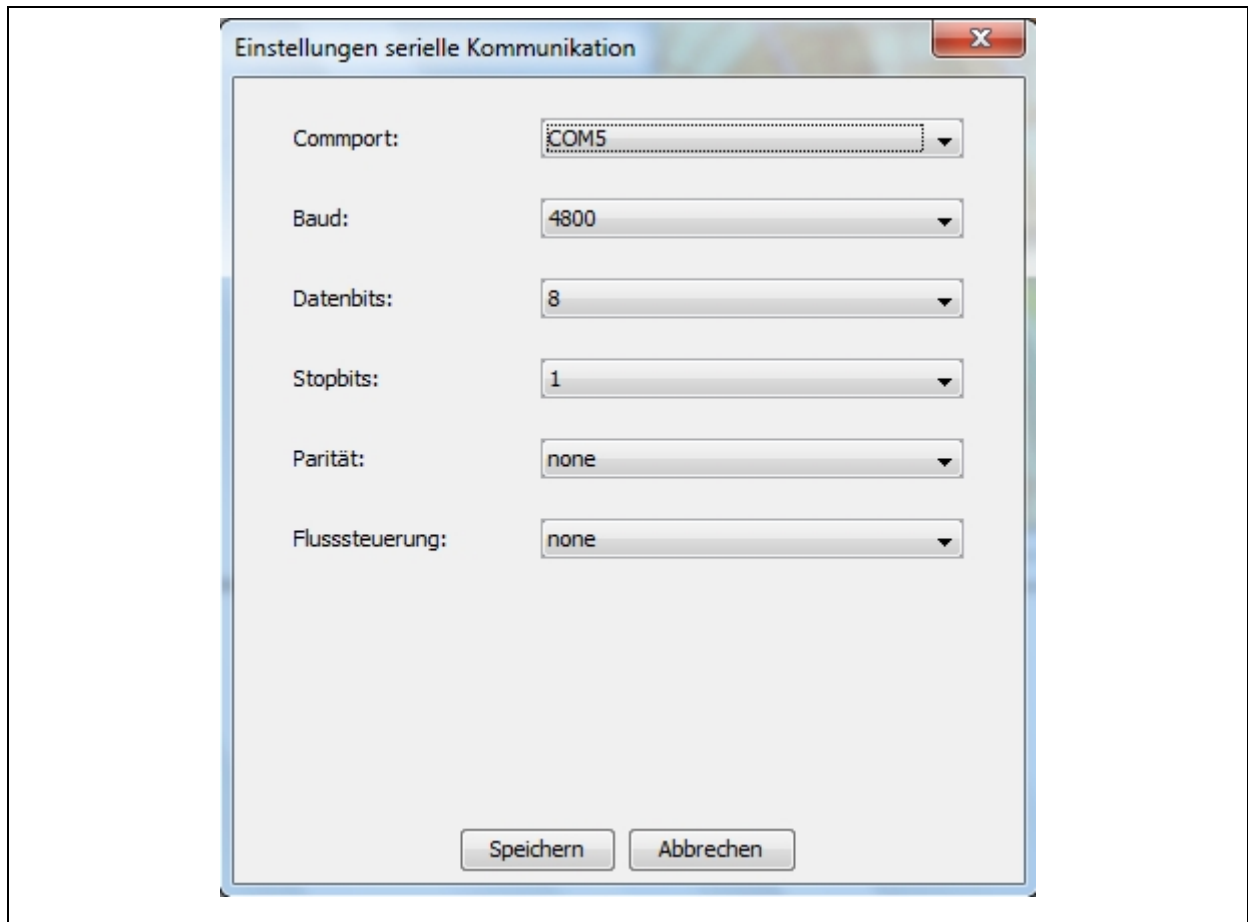 Einstellungen serielle Kommunikation
Commport: COM5
Baud: 4800
Datenbits: 8
Stopbits: 1
Parität: none
Flusssteuerung: none
Speichern Abbrechen